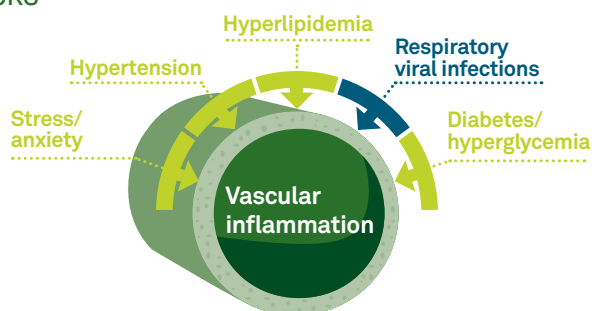 Hyperlipidemia
Respiratory
viral infections
Hypertension
Stress/
anxiety
Diabetes/
hyperglycemia
Vascular
inflammation